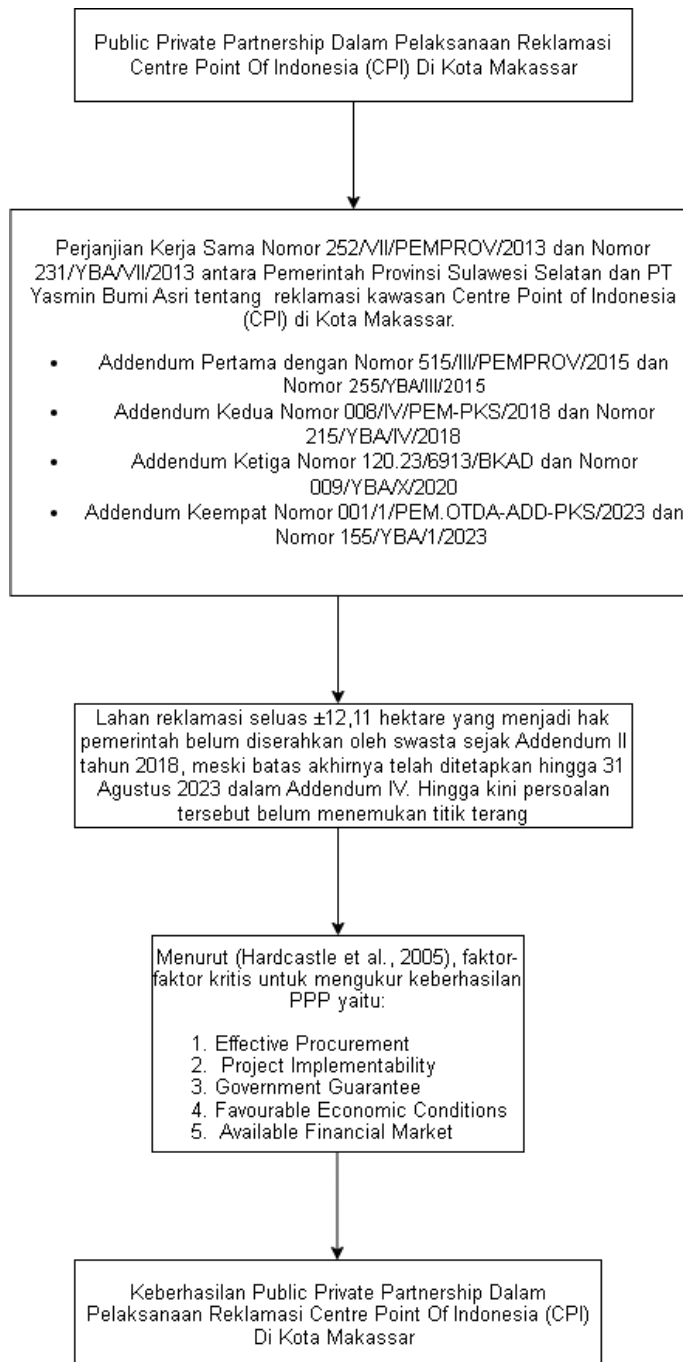 Public Private Partnership Dalam Pelaksanaan Reklamasi
Centre Point Of Indonesia (CPI) Di Kota Makassar
Perjanjian Kerja Sama Nomor 252/VII/PEMPROV/2013 dan Nomor
231/YBA/VII/2013 antara Pemerintah Provinsi Sulawesi Selatan dan PT
Yasmin Bumi Asri tentang  reklamasi kawasan Centre Point of Indonesia
(CPI) di Kota Makassar.
• Addendum Pertama dengan Nomor 515/III/PEMPROV/2015 dan
Nomor 255/YBA/III/2015
• Addendum Kedua Nomor 008/IV/PEM-PKS/2018 dan Nomor
215/YBA/IV/2018
• Addendum Ketiga Nomor 120.23/6913/BKAD dan Nomor
009/YBA/X/2020
• Addendum Keempat Nomor 001/1/PEM.OTDA-ADD-PKS/2023 dan
Nomor 155/YBA/1/2023
Lahan reklamasi seluas ±12,11 hektare yang menjadi hak
pemerintah belum diserahkan oleh swasta sejak Addendum II
tahun 2018, meski batas akhirnya telah ditetapkan hingga 31
Agustus 2023 dalam Addendum IV. Hingga kini persoalan
tersebut belum menemukan titik terang
Menurut (Hardcastle et al., 2005), faktor-
faktor kritis untuk mengukur keberhasilan
PPP yaitu:
1. Effective Procurement
2. Project Implementability
3. Government Guarantee
4. Favourable Economic Conditions
5. Available Financial Market
Keberhasilan Public Private Partnership Dalam
Pelaksanaan Reklamasi Centre Point Of Indonesia (CPI)
Di Kota Makassar